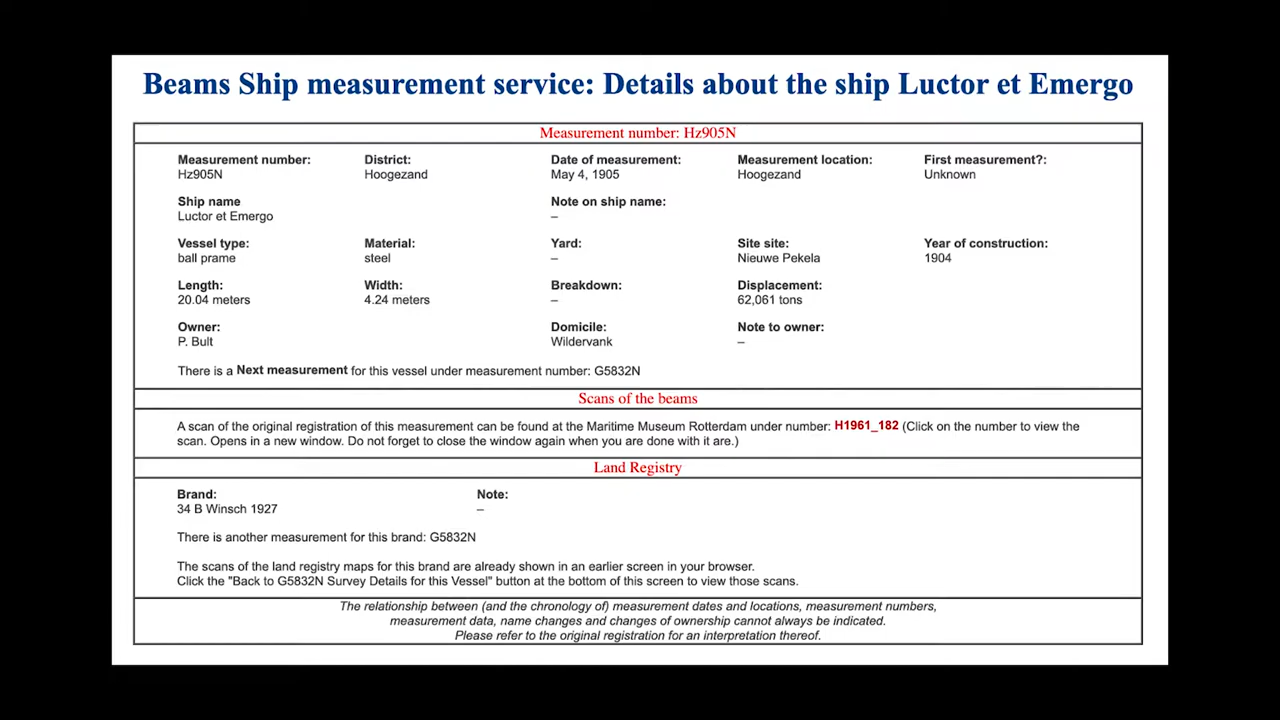 Beams Ship measurement service: Details about the ship Luctor et Emergo
Measurement number: Hz905N
Measurement number: District: Date of measurement: Measurement location: First measurement?:
Hz905N Hoogezand May 4, 1905 Hoogezand Unknown
Ship name Note on ship name:
Luctor et Emergo –
Vessel type: Material: Yard: Site site: Year of construction:
ball prame steel – Nieuwe Pekela 1904
Length: Width: Breakdown: Displacement:
20.04 meters 4.24 meters – 62,061 tons
Owner: Domicile: Note to owner:
P. Bult Wildervank –
There is a Next measurement for this vessel under measurement number: G5832N
Scans of the beams
A scan of the original registration of this measurement can be found at the Maritime Museum Rotterdam under number: H1961_182 (Click on the number to view the
scan. Opens in a new window. Do not forget to close the window again when you are done with it are.)
Land Registry
Brand: Note:
34 B Winsch 1927 –
There is another measurement for this brand: G5832N
The scans of the land registry maps for this brand are already shown in an earlier screen in your browser.
Click the "Back to G5832N Survey Details for this Vessel" button at the bottom of this screen to view those scans.
The relationship between (and the chronology of) measurement dates and locations, measurement numbers,
measurement data, name changes and changes of ownership cannot always be indicated.
Please refer to the original registration for an interpretation thereof.